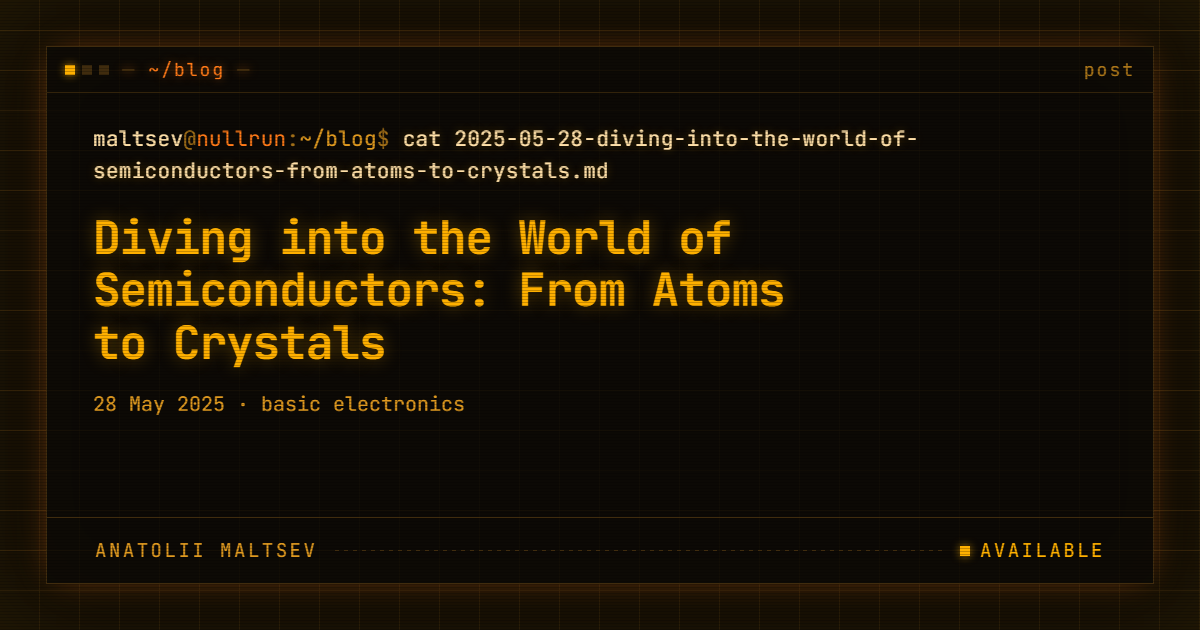 — ~/blog —
post
maltsev@nullrun:~/blog$ cat 2025-05-28-diving-into-the-world-of-
semiconductors-from-atoms-to-crystals.md
Diving into the World of
Semiconductors: From Atoms
to Crystals
28 May 2025 · basic electronics
ANATOLII MALTSEV
AVAILABLE